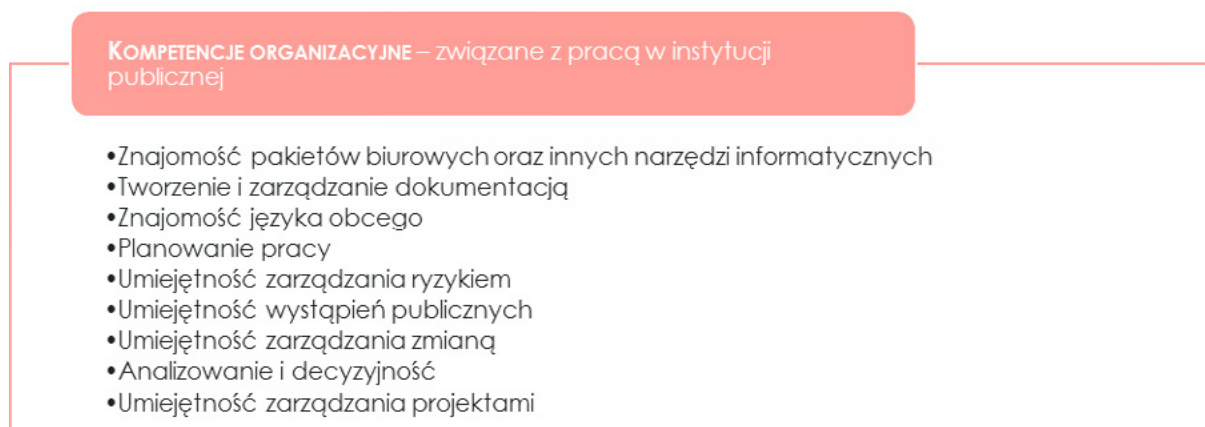 KOMPETENCJE ORGANIZACYJNE – związane z pracą w instytucji
publicznej
•Znajomość pakietów biurowych oraz innych narzędzi informatycznych
•Tworzenie i zarządzanie dokumentacją
•Znajomość języka obcego
•Planowanie pracy
•Umiejętność zarządzania ryzykiem
•Umiejętność wystąpień publicznych
•Umiejętność zarządzania zmianą
•Analizowanie i decyzyjność
•Umiejętność zarządzania projektami